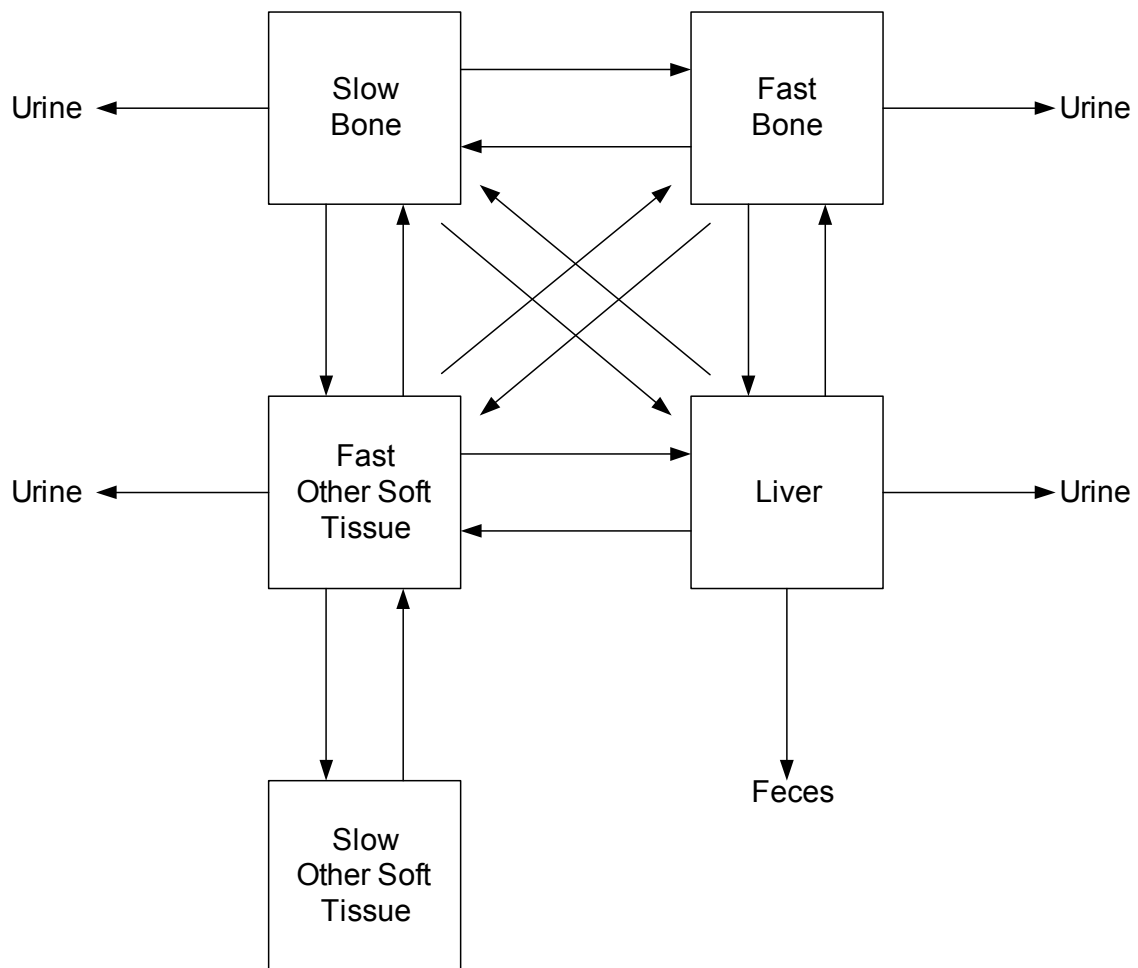 Slow
Bone
Fast
Bone
Urine
Urine
Fast
Other Soft
Tissue
Liver
Urine
Urine
Feces
Slow
Other Soft
Tissue